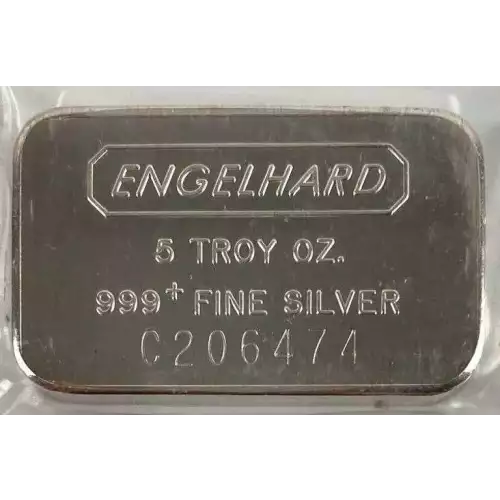 ENGELHARD
5 TROY OZ.
999+ FINE SILVER
C206474